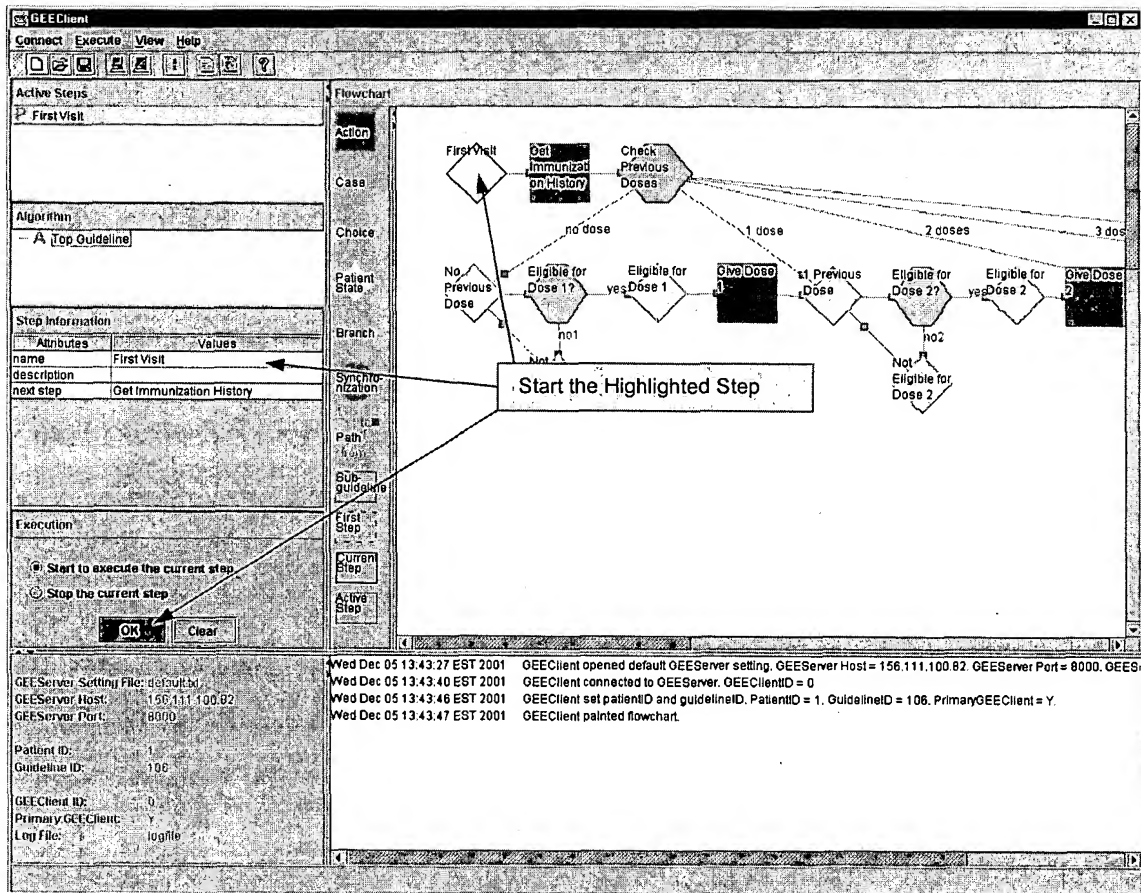 GEEClient
Connect Execute View Help
Active Steps
P First Visit
Algorithm
A Top Guideline
Step Information
Attributes Values
name First Visit
description
next step Get Immunization History
Execution
Start to execute the current step
Stop the current step
OK Clear
Flowchart
Action
Case
Choice
Patient
State
Branch
Synchro-
nization
to
Path
from
Sub-
guideline
First
Step
Current
Step
Active
Step
First Visit
Get
Immunizati
on History
Check
Previous
Doses
no dose
1 dose
2 doses
3 dos
No
Previous
Dose
Eligible for
Dose 1?
yes
Eligible for
Dose 1
Give Dose
1
no1
Not
1 Previous
Dose
Eligible for
Dose 2?
yes
Eligible for
Dose 2
Give Dose
2
no2
Not
Eligible for
Dose 2
Start the Highlighted Step
GEEServer Setting File: default.txt
GEEServer Host: 156.111.100.82
GEEServer Port: 8000
Patient ID: 1
Guideline ID: 106
GEEClient ID: 0
Primary GEEClient: Y
Log File: logfile
Wed Dec 05 13:43:27 EST 2001 GEEClient opened default GEEServer setting. GEEServer Host = 156.111.100.82. GEEServer Port = 8000. GEES
Wed Dec 05 13:43:40 EST 2001 GEEClient connected to GEEServer. GEEClientID = 0
Wed Dec 05 13:43:46 EST 2001 GEEClient set patientID and guidelineID. PatientID = 1. GuidelineID = 106. PrimaryGEEClient = Y.
Wed Dec 05 13:43:47 EST 2001 GEEClient painted flowchart.